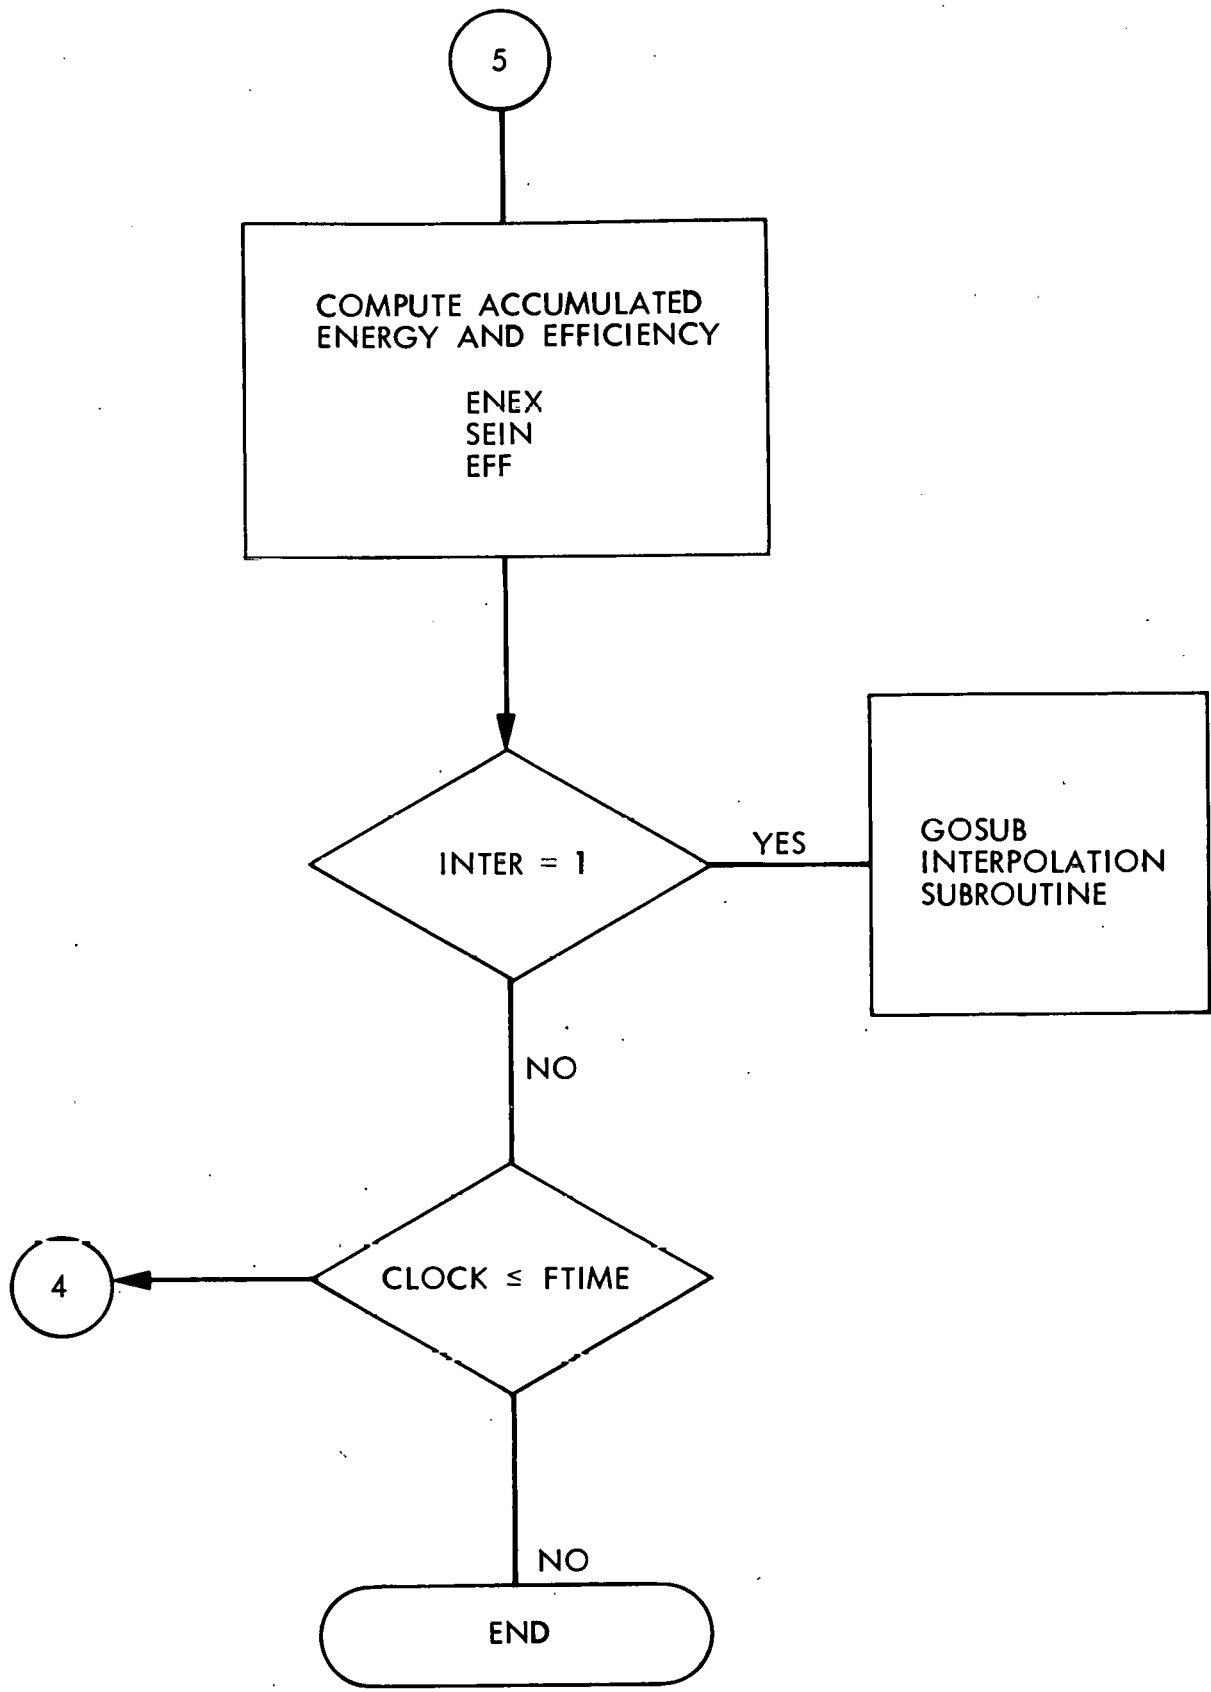 5
COMPUTE ACCUMULATED
ENERGY AND EFFICIENCY
ENEX
SEIN
EFF
INTER = 1
YES
GOSUB
INTERPOLATION
SUBROUTINE
NO
CLOCK ≤ FTIME
4
NO
END